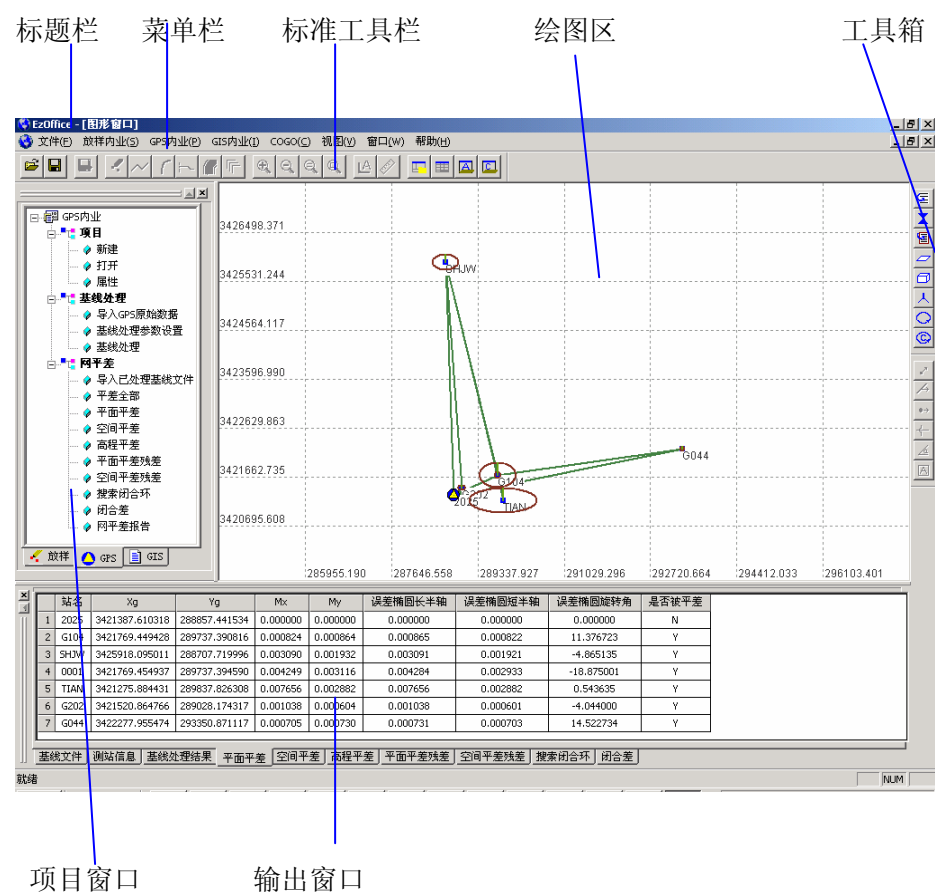 标题栏 菜单栏 标准工具栏 绘图区 工具箱
EzOffice - [图形窗口]
文件(F) 放样内业(S) GPS内业(P) GIS内业(I) COGO(C) 视图(V) 窗口(W) 帮助(H)
GPS内业
项目
新建
打开
属性
基线处理
导入GPS原始数据
基线处理参数设置
基线处理
网平差
导入已处理基线文件
平差全部
平面平差
空间平差
高程平差
平面平差残差
空间平差残差
搜索闭合环
闭合差
网平差报告
放样 GPS GIS
3426498.371
3425531.244
3424564.117
3423596.990
3422629.863
3421662.735
3420695.608
SHJW
G044
G104
G202
2025
TIAN
285955.190 287646.558 289337.927 291029.296 292720.664 294412.033 296103.401
站名 Xg Yg Mx My 误差椭圆长半轴 误差椭圆短半轴 误差椭圆旋转角 是否被平差
1 2025 3421387.610318 288857.441534 0.000000 0.000000 0.000000 0.000000 0.000000 N
2 G104 3421769.449428 289737.390816 0.000824 0.000864 0.000865 0.000822 11.376723 Y
3 SHJW 3425918.095011 288707.719996 0.003090 0.001932 0.003091 0.001921 -4.865135 Y
4 0001 3421769.454937 289737.394590 0.004249 0.003116 0.004284 0.002933 -18.875001 Y
5 TIAN 3421275.884431 289837.826308 0.007656 0.002882 0.007656 0.002882 0.543635 Y
6 G202 3421520.864766 289028.174317 0.001038 0.000604 0.001038 0.000601 -4.044000 Y
7 G044 3422277.955474 293350.871117 0.000705 0.000730 0.000731 0.000703 14.522734 Y
基线文件 测站信息 基线处理结果 平面平差 空间平差 高程平差 平面平差残差 空间平差残差 搜索闭合环 闭合差
就绪 NUM
项目窗口 输出窗口